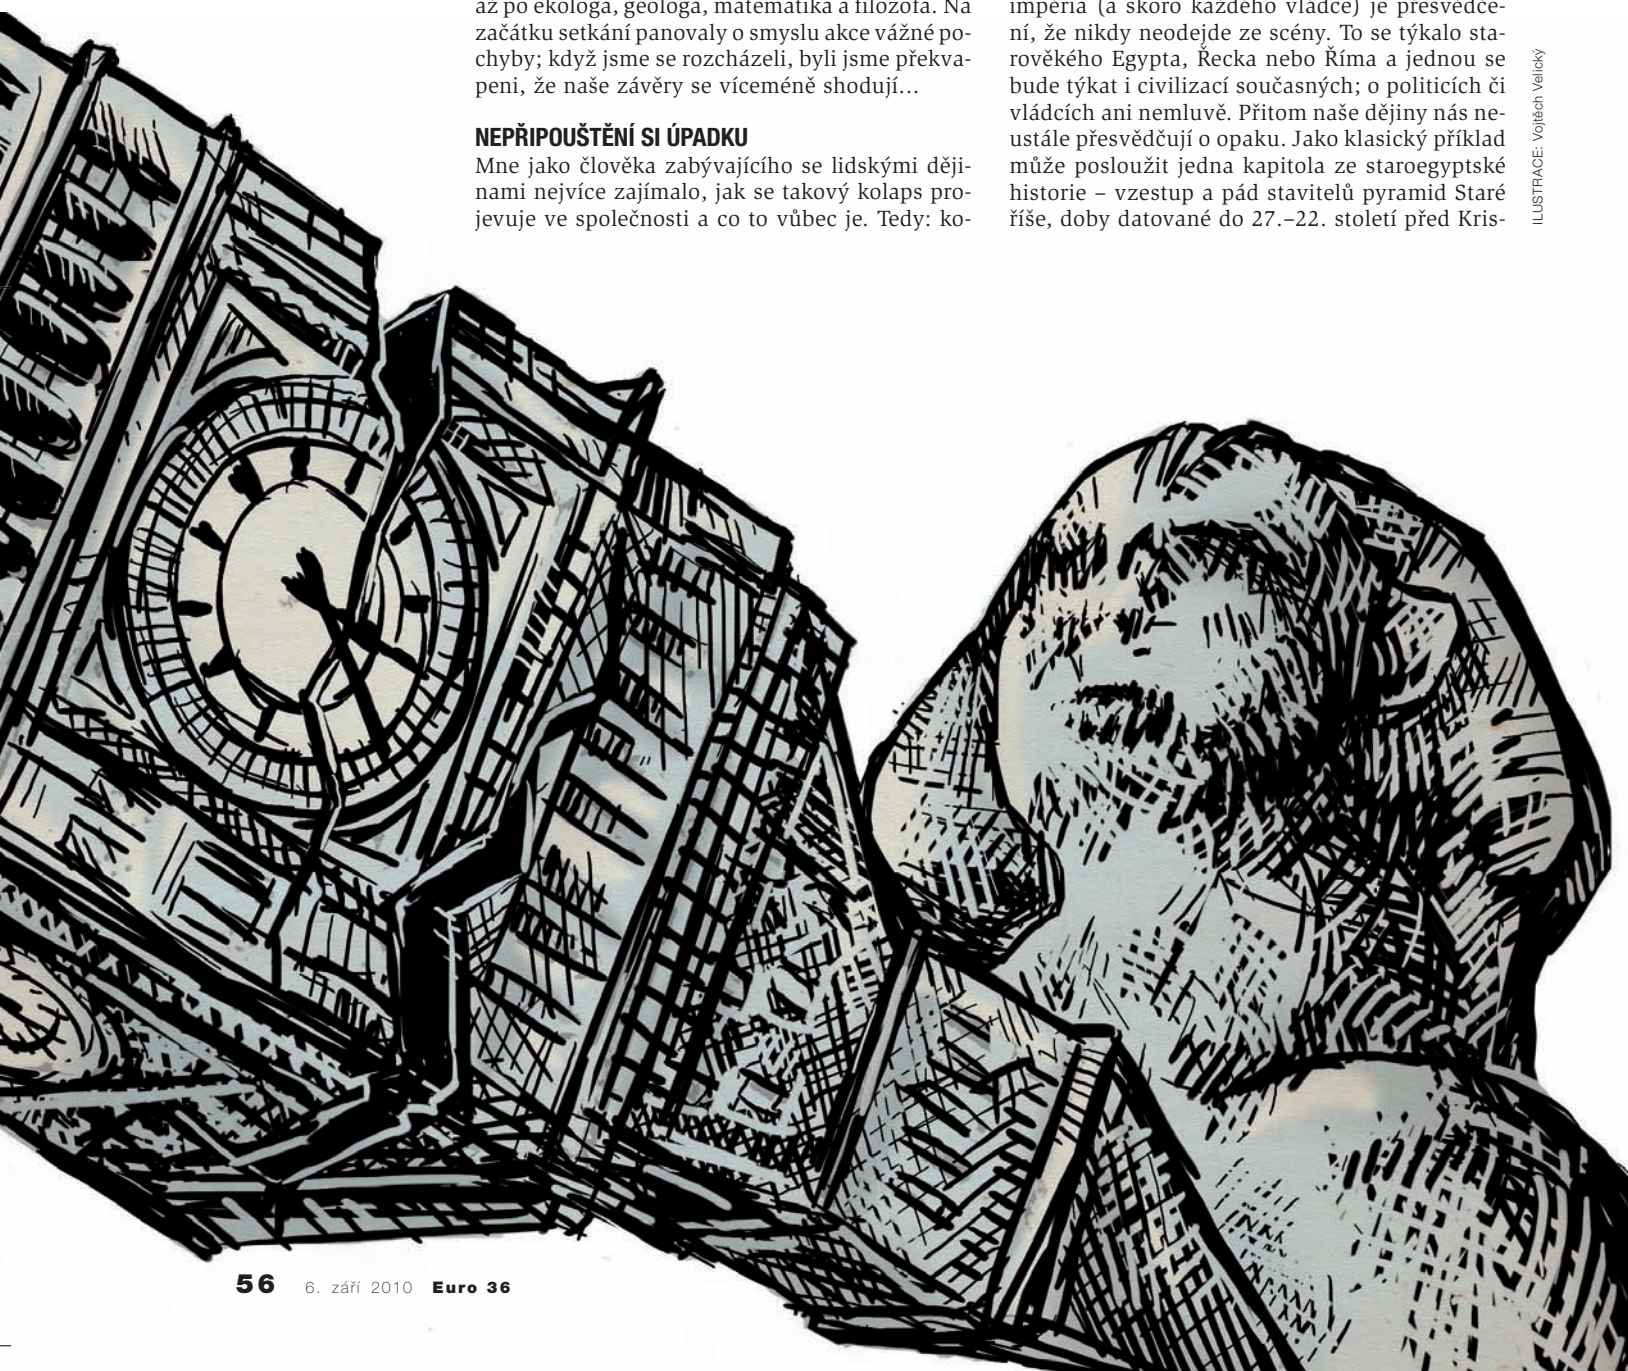 až po ekologa, geologa, matematika a filozofa. Na
začátku setkání panovaly o smyslu akce vážné po-
chyby; když jsme se rozcházeli, byli jsme překva-
peni, že naše závěry se víceméně shodují...
NEPŘIPOUŠTĚNÍ SI ÚPADKU
Mne jako člověka zabývajícího se lidskými ději-
nami nejvíce zajímalo, jak se takový kolaps pro-
jevuje ve společnosti a co to vůbec je. Tedy: ko-
impéria (a skoro každého vládce) je přesvědče-
ní, že nikdy neodejde ze scény. To se týkalo sta-
rověkého Egypta, Řecka nebo Říma a jednou se
bude týkat i civilizací současných; o politicích či
vládcích ani nemluvě. Přitom naše dějiny nás ne-
ustále přesvědčují o opaku. Jako klasický příklad
může posloužit jedna kapitola ze staroegyptské
historie – vzestup a pád stavitelů pyramid Staré
říše, doby datované do 27.–22. století před Kris-
ILUSTRACE: Vojtěch Velický
56 6. září 2010 Euro 36